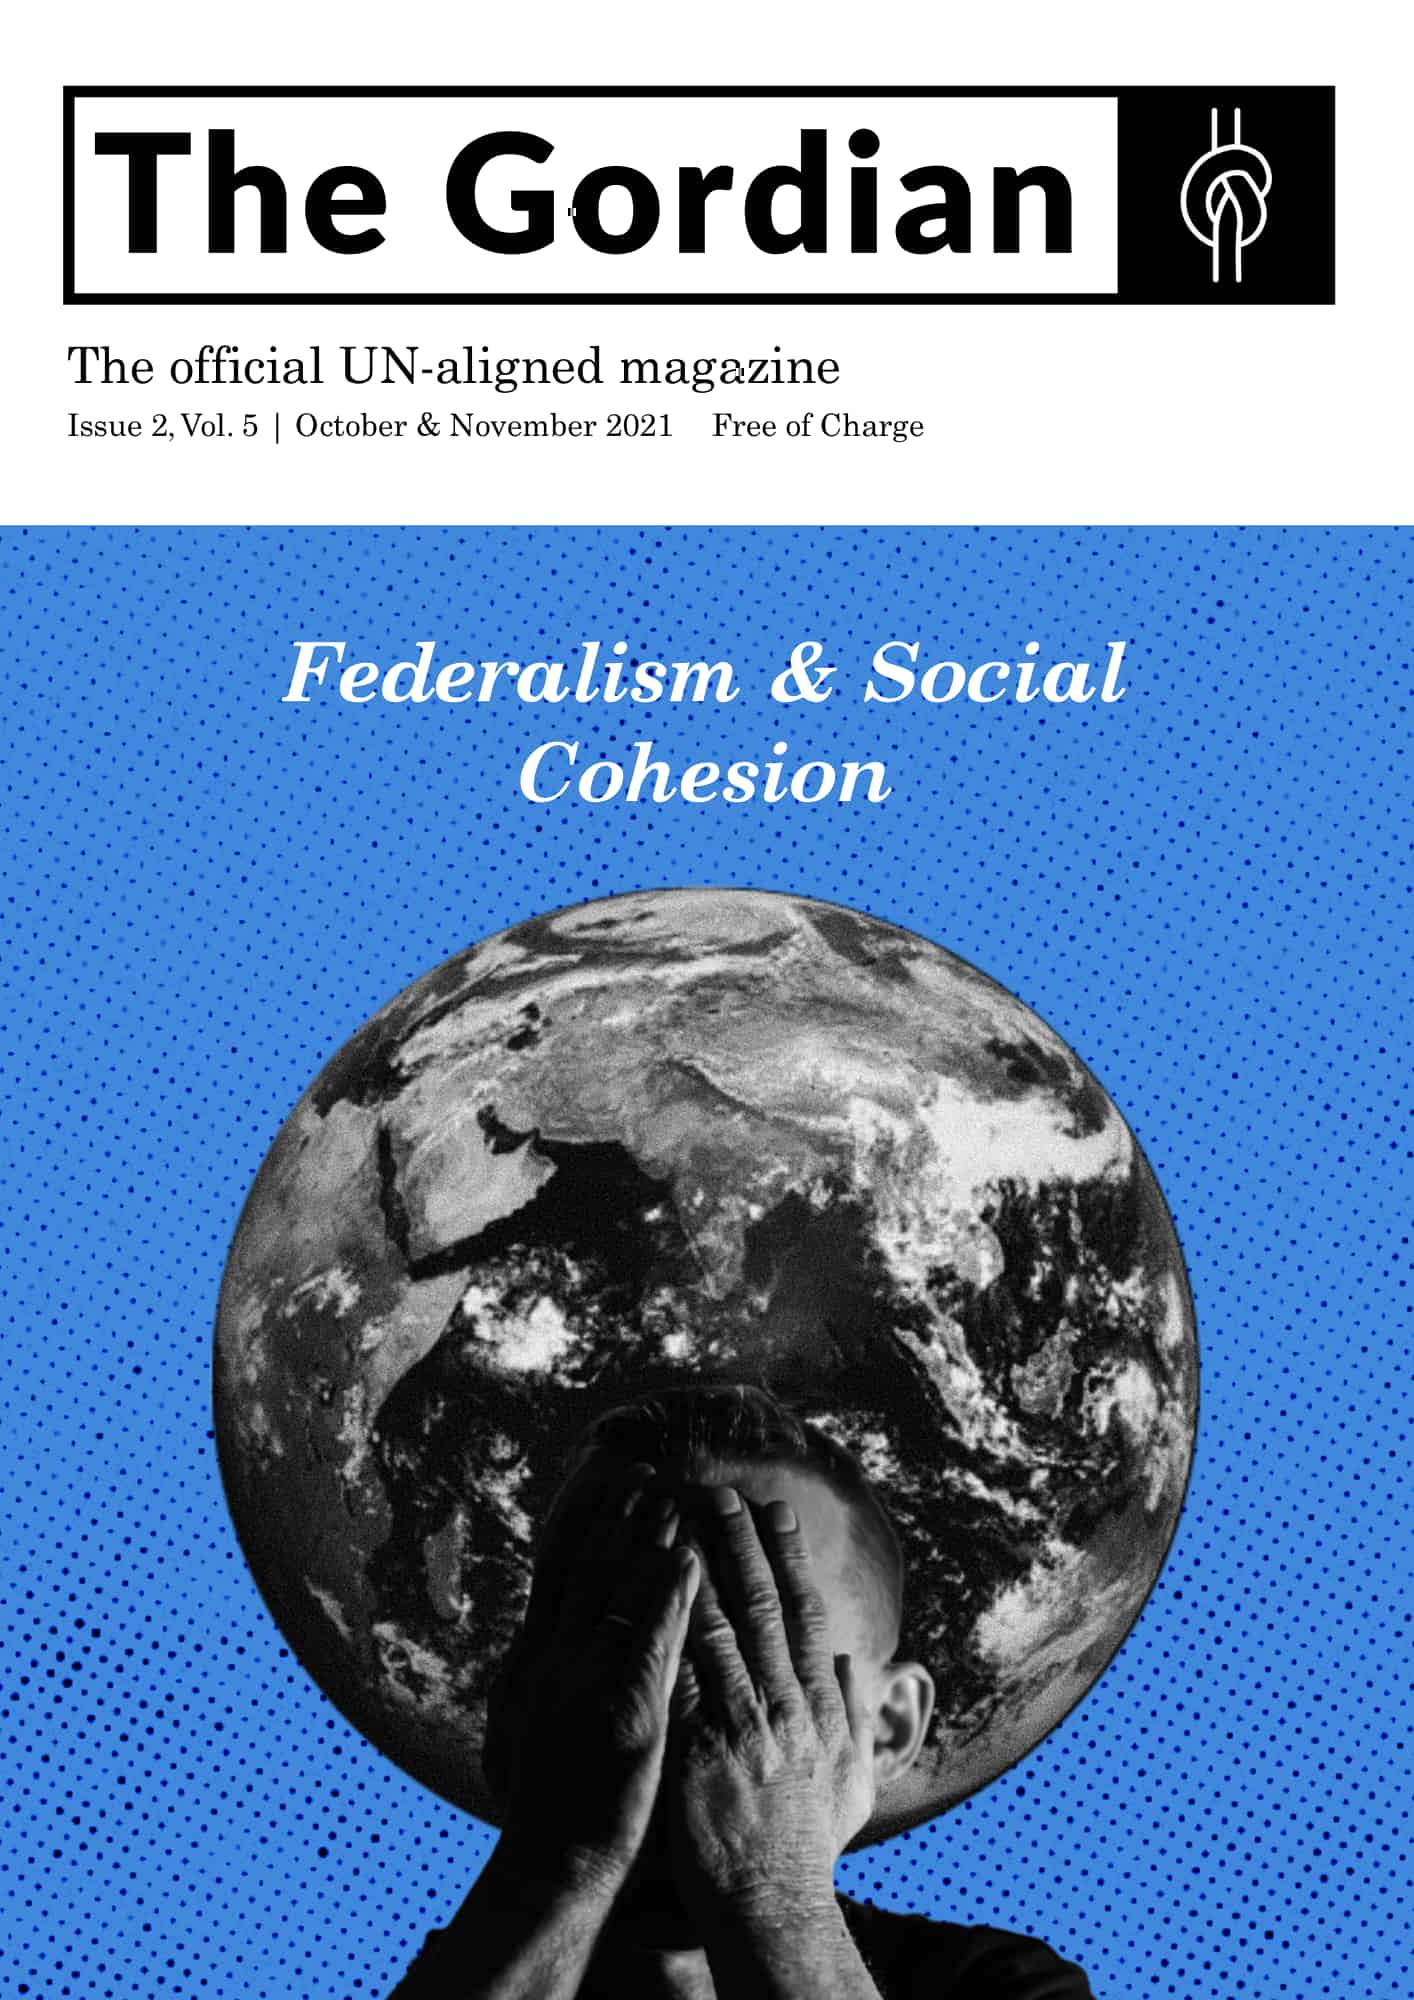 The Gordian
The official UN-aligned magazine
Issue 2, Vol. 5 | October & November 2021 Free of Charge
Federalism & Social
Cohesion